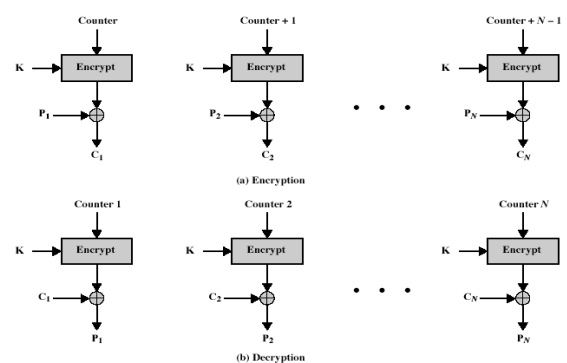 Counter Counter + 1 Counter + N – 1
K Encrypt K Encrypt K Encrypt
P1 P2 PN
C1 C2 CN
(a) Encryption
Counter 1 Counter 2 Counter N
K Encrypt K Encrypt K Encrypt
C1 C2 CN
P1 P2 PN
(b) Decryption